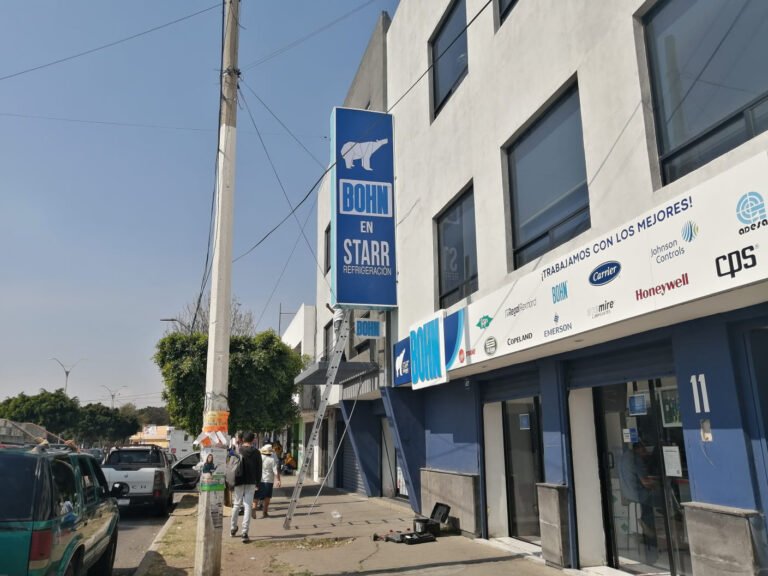 BOHN
EN
STARR
REFRIGERACIÓN
BOHN
BOHN
¡TRABAJAMOS CON LOS MEJORES!
RegalRexnord
BOHN
Carrier
Johnson
Controls
ADESA
COPELAND
EMERSON
Honeywell
CPS
11